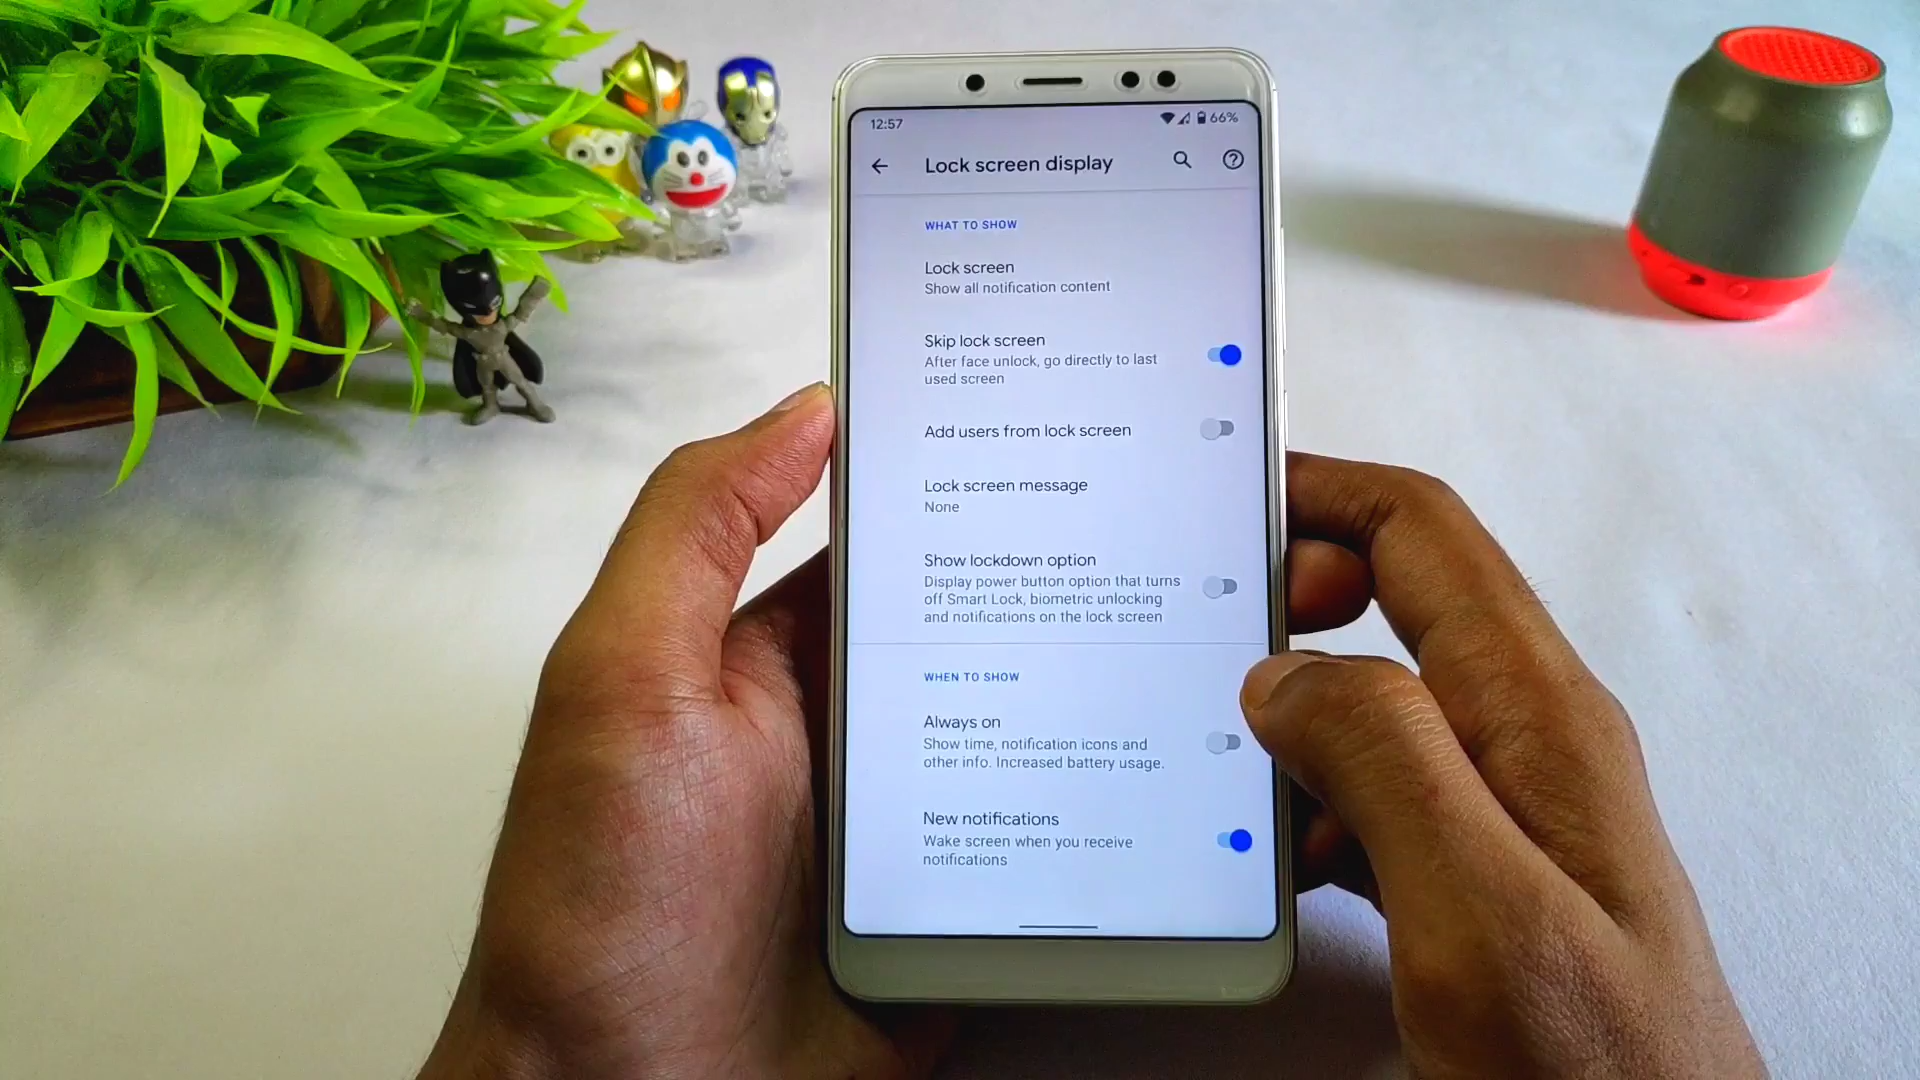 12:57
66%
Lock screen display
WHAT TO SHOW
Lock screen
Show all notification content
Skip lock screen
After face unlock, go directly to last
used screen
Add users from lock screen
Lock screen message
None
Show lockdown option
Display power button option that turns
off Smart Lock, biometric unlocking
and notifications on the lock screen
WHEN TO SHOW
Always on
Show time, notification icons and
other info. Increased battery usage.
New notifications
Wake screen when you receive
notifications